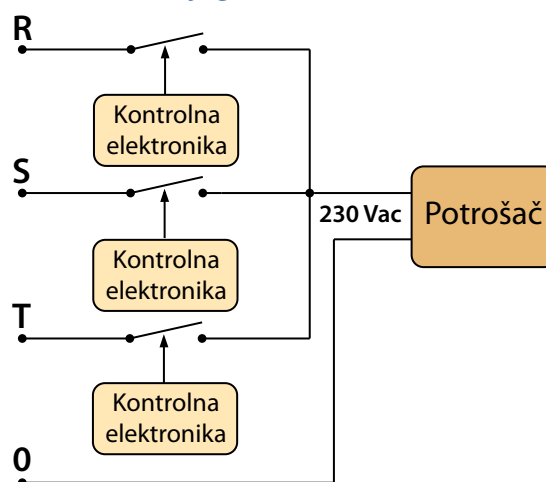 R
Kontrolna
elektronika
S
230 Vac
Potrošač
Kontrolna
elektronika
T
Kontrolna
elektronika
0